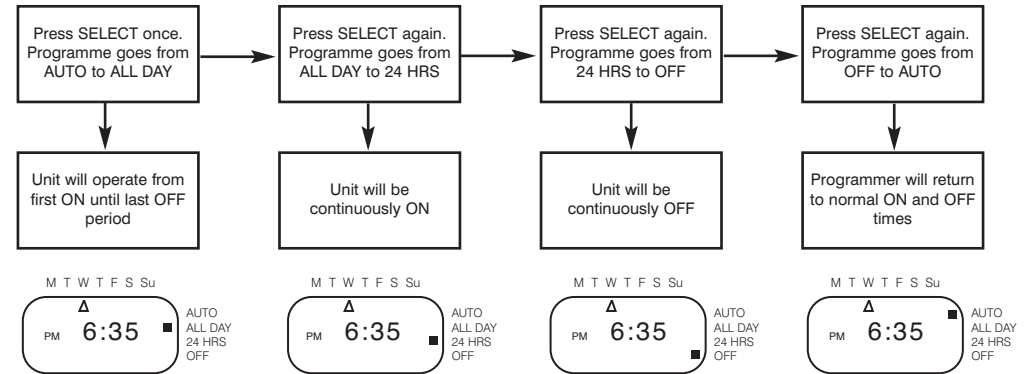 Press SELECT once.
Programme goes from
AUTO to ALL DAY
Press SELECT again.
Programme goes from
ALL DAY to 24 HRS
Press SELECT again.
Programme goes from
24 HRS to OFF
Press SELECT again.
Programme goes from
OFF to AUTO
Unit will operate from
first ON until last OFF
period
Unit will be
continuously ON
Unit will be
continuously OFF
Programmer will return
to normal ON and OFF
times
M T W T F S Su
PM 6:35
AUTO
ALL DAY
24 HRS
OFF
M T W T F S Su
PM 6:35
AUTO
ALL DAY
24 HRS
OFF
M T W T F S Su
PM 6:35
AUTO
ALL DAY
24 HRS
OFF
M T W T F S Su
PM 6:35
AUTO
ALL DAY
24 HRS
OFF